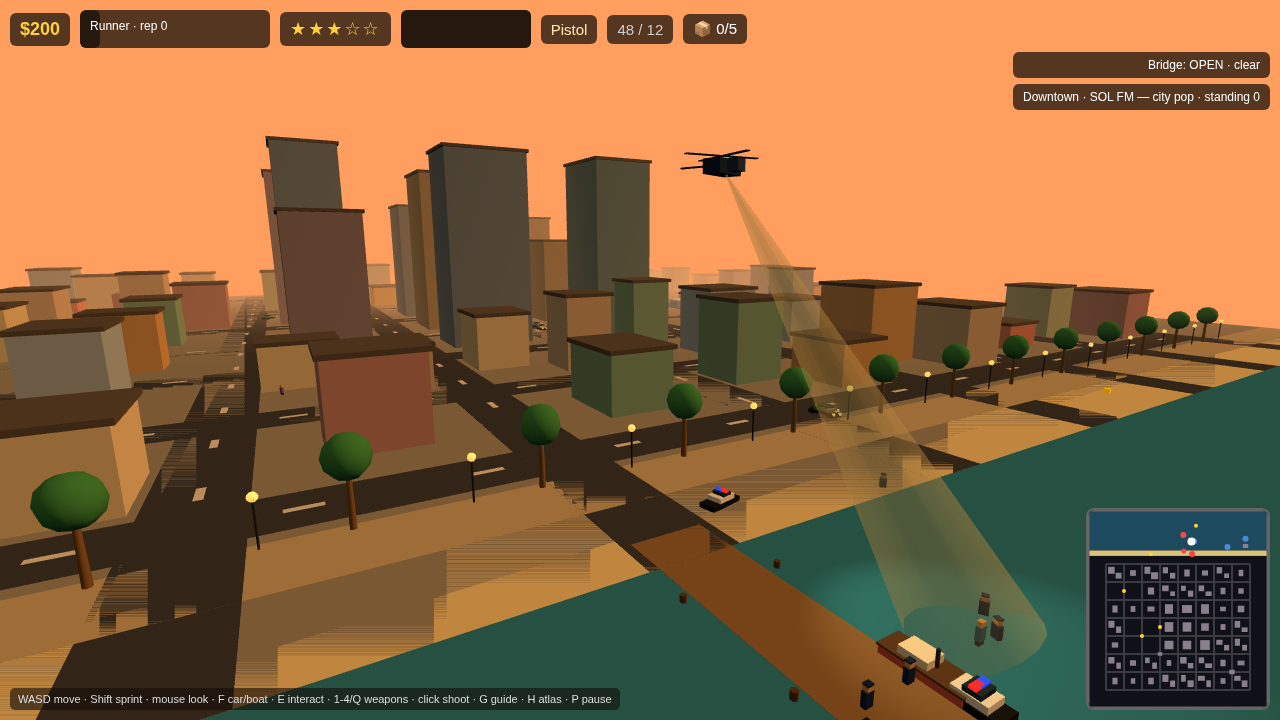 $200
Runner · rep 0
★★★☆☆
Pistol
48 / 12
📦 0/5
Bridge: OPEN · clear
Downtown · SOL FM — city pop · standing 0
WASD move · Shift sprint · mouse look · F car/boat · E interact · 1-4/Q weapons · click shoot · G guide · H atlas · P pause